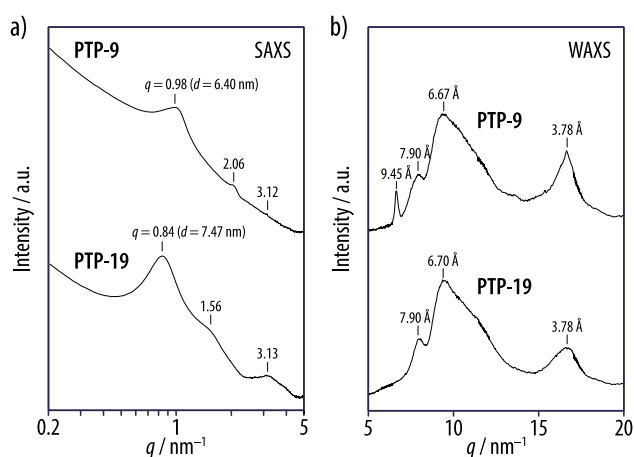 a)
SAXS
PTP-9
q = 0.98 (d = 6.40 nm)
2.06
3.12
PTP-19
q = 0.84 (d = 7.47 nm)
1.56
3.13
Intensity / a.u.
0.2 1 5
q / nm⁻¹
b)
WAXS
6.67 Å
PTP-9
7.90 Å
9.45 Å
3.78 Å
6.70 Å
PTP-19
7.90 Å
3.78 Å
Intensity / a.u.
5 10 15 20
q / nm⁻¹